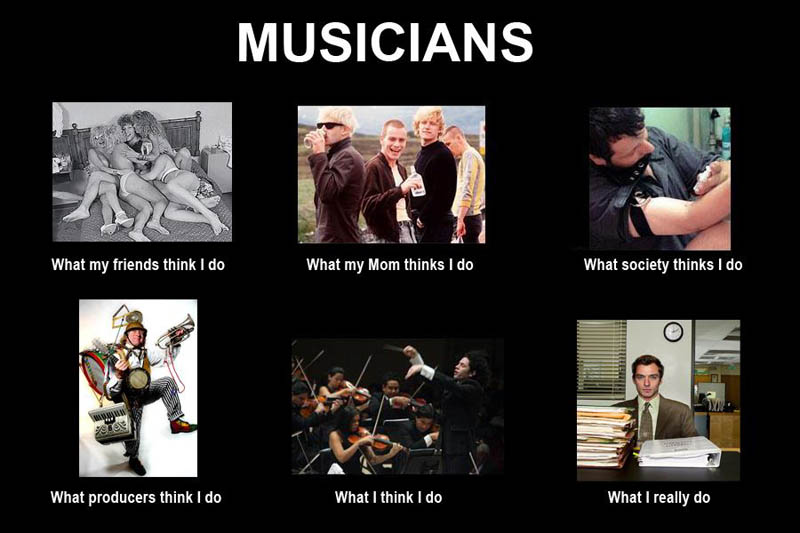 MUSICIANS
What my friends think I do
What my Mom thinks I do
What society thinks I do
What producers think I do
What I think I do
What I really do